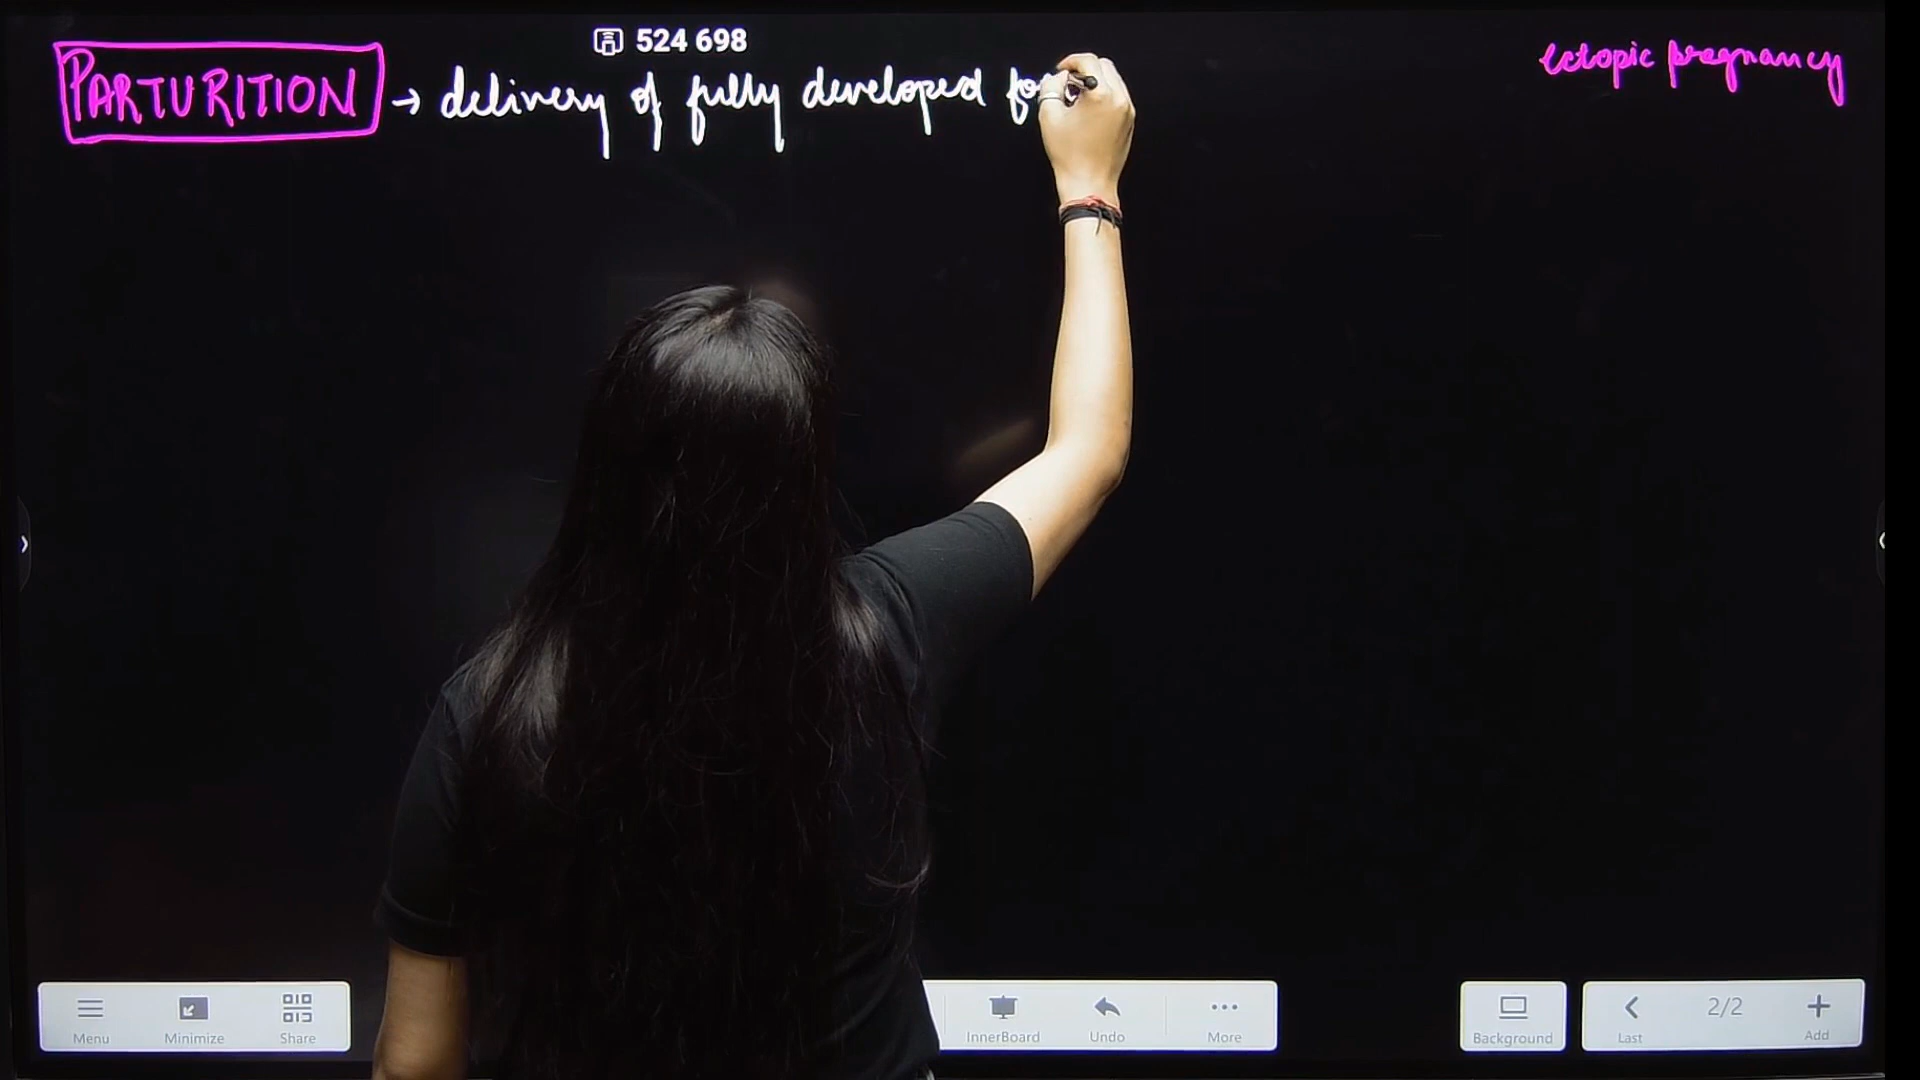 524 698
PARTURITION → delivery of fully developed
ectopic pregnancy
Menu
Minimize
Share
InnerBoard
Undo
More
Background
Last
2/2
Add